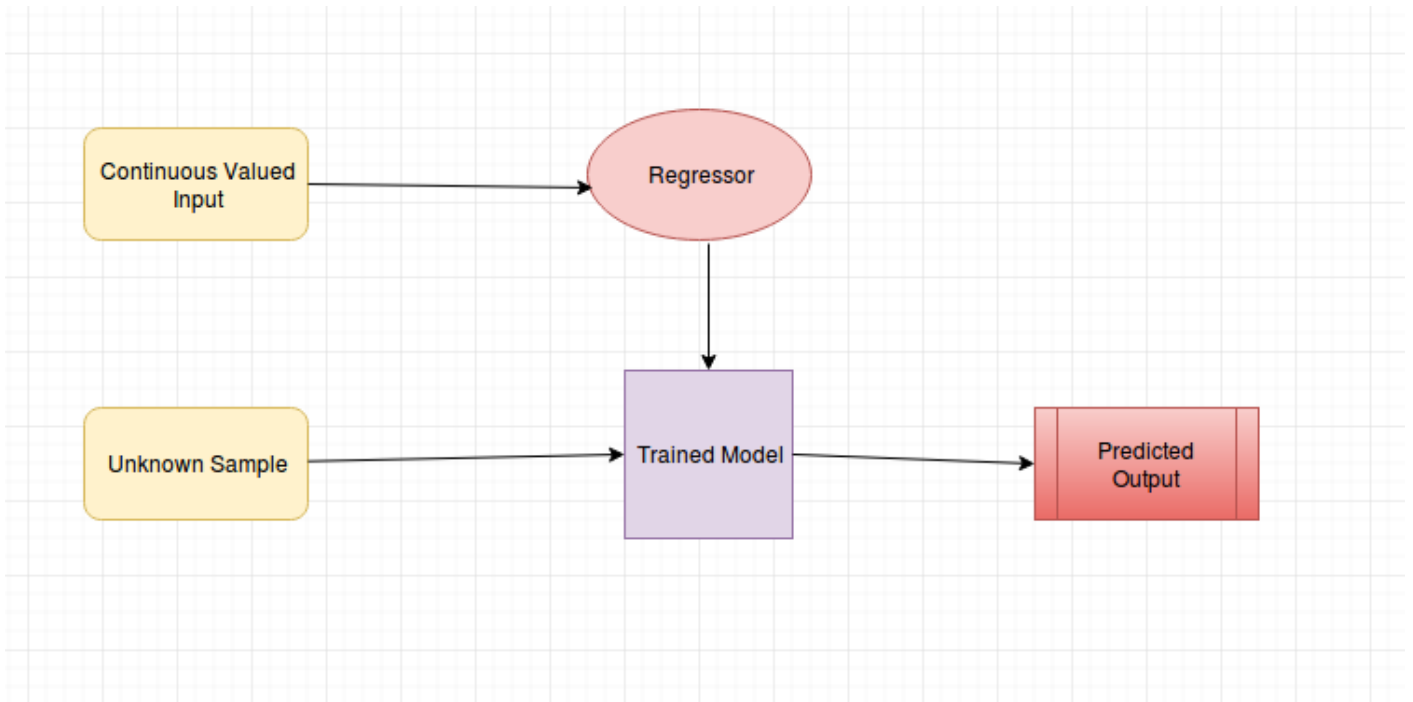 Continuous Valued
Input
Regressor
Unknown Sample
Trained Model
Predicted
Output